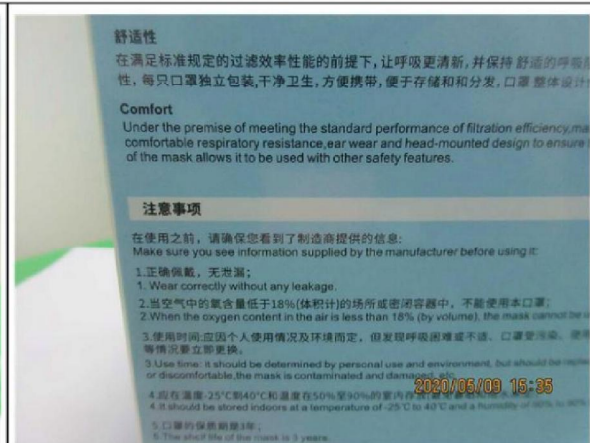 舒适性
在满足标准规定的过滤效率性能的前提下,让呼吸更清新,并保持 舒适的呼吸
性，每只口罩独立包装,干净卫生，方便携带，便于存储和和分发，口罩 整体设计
Comfort
Under the premise of meeting the standard performance of filtration efficiency,ma
comfortable respiratory resistance,ear wear and head-mounted design to ensure
of the mask allows it to be used with other safety features.
注意事项
在使用之前，请确保您看到了制造商提供的信息:
Make sure you see information supplied by the manufacturer before using it:
1.正确佩戴，无泄漏；
1. Wear correctly without any leakage.
2.当空气中的氧含量低于18%(体积计)的场所或密闭容器中，不能使用本口罩；
2.When the oxygen content in the air is less than 18% (by volume), the mask cannot be
3.使用时间:应因个人使用情况及环境而定，但发现呼吸困难或不适、口罩受污染、使用
等情况要立即更换。
3.Use time: it should be determined by personal use and environment, but should be
or discomfortable,the mask is contaminated and damaged, etc.
2020/05/09 15:35
4.应在温度-25℃到40℃和湿度在50%至90%的室内存
4.It should be stored indoors at a temperature of -25℃ to 40℃ and a humidity of 50% to 90%
5.口罩的保质期是3年；
5.The shelf life of the mask is 3 years.